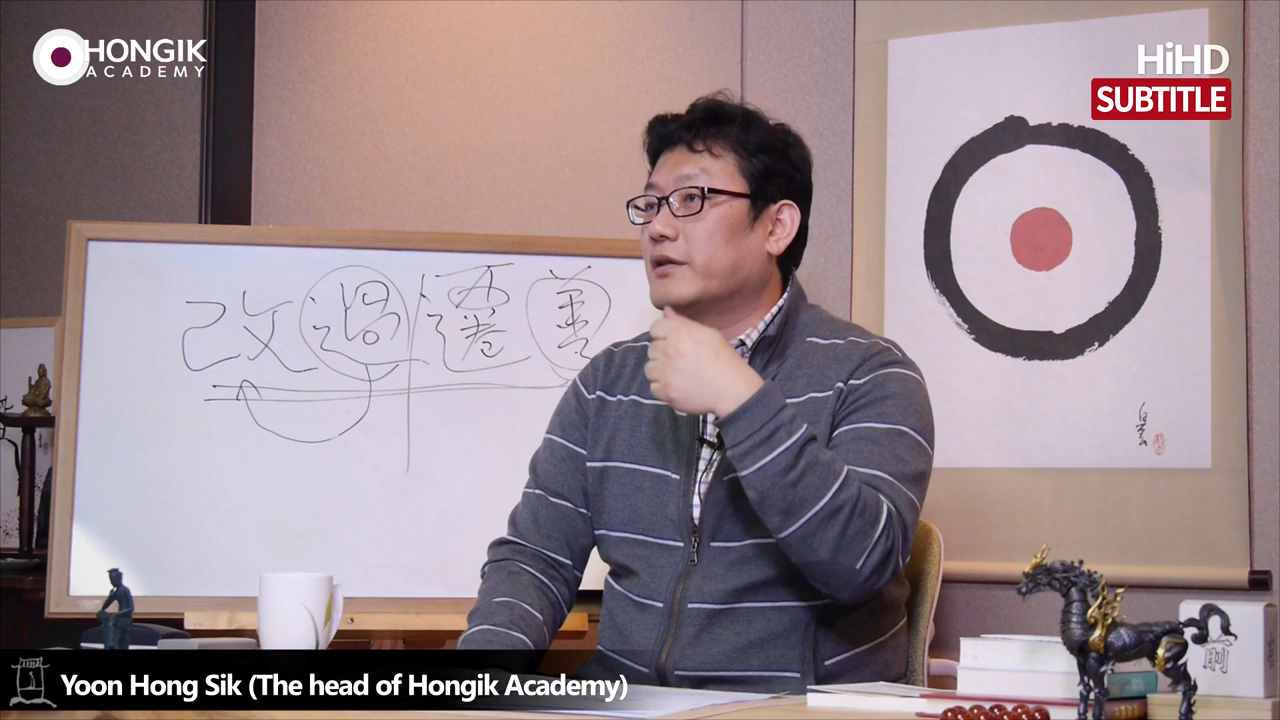 HONGIK
ACADEMY
HiHD
SUBTITLE
改過遷善
Yoon Hong Sik (The head of Hongik Academy)